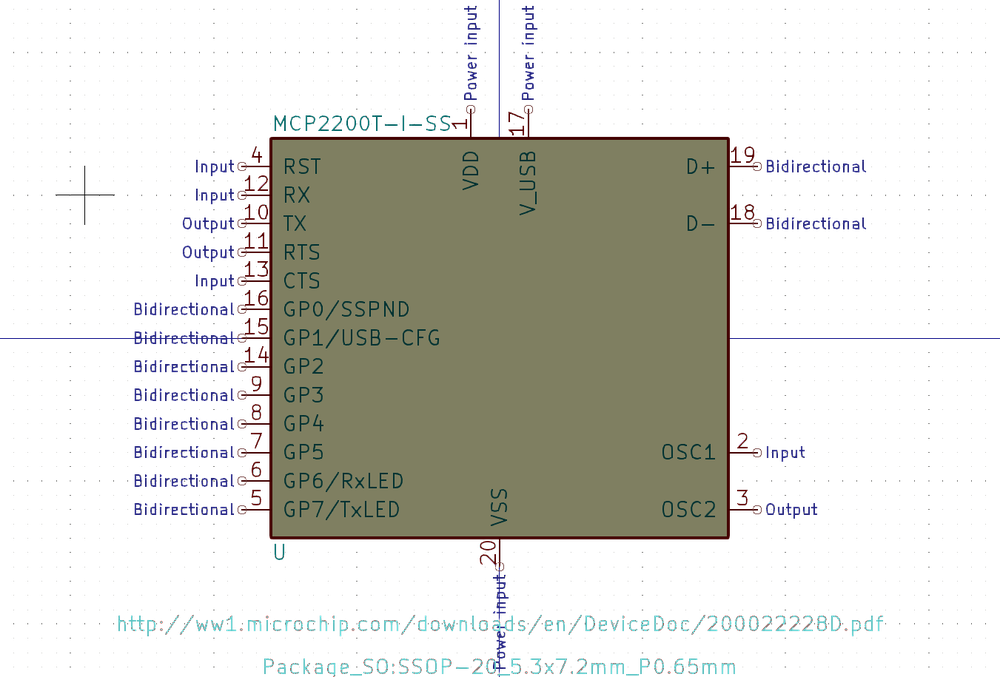 Power input
Power input
MCP2200T-I-SS
1
17
VDD
V_USB
Input 4 RST
Input 12 RX
Output 10 TX
Output 11 RTS
Input 13 CTS
Bidirectional 16 GP0/SSPND
Bidirectional 15 GP1/USB-CFG
Bidirectional 14 GP2
Bidirectional 9 GP3
Bidirectional 8 GP4
Bidirectional 7 GP5
Bidirectional 6 GP6/RxLED
Bidirectional 5 GP7/TxLED
D+ 19 Bidirectional
D- 18 Bidirectional
OSC1 2 Input
OSC2 3 Output
VSS
20
U
Power input
http://ww1.microchip.com/downloads/en/DeviceDoc/200022228D.pdf
Package_SO:SSOP-20_5.3x7.2mm_P0.65mm